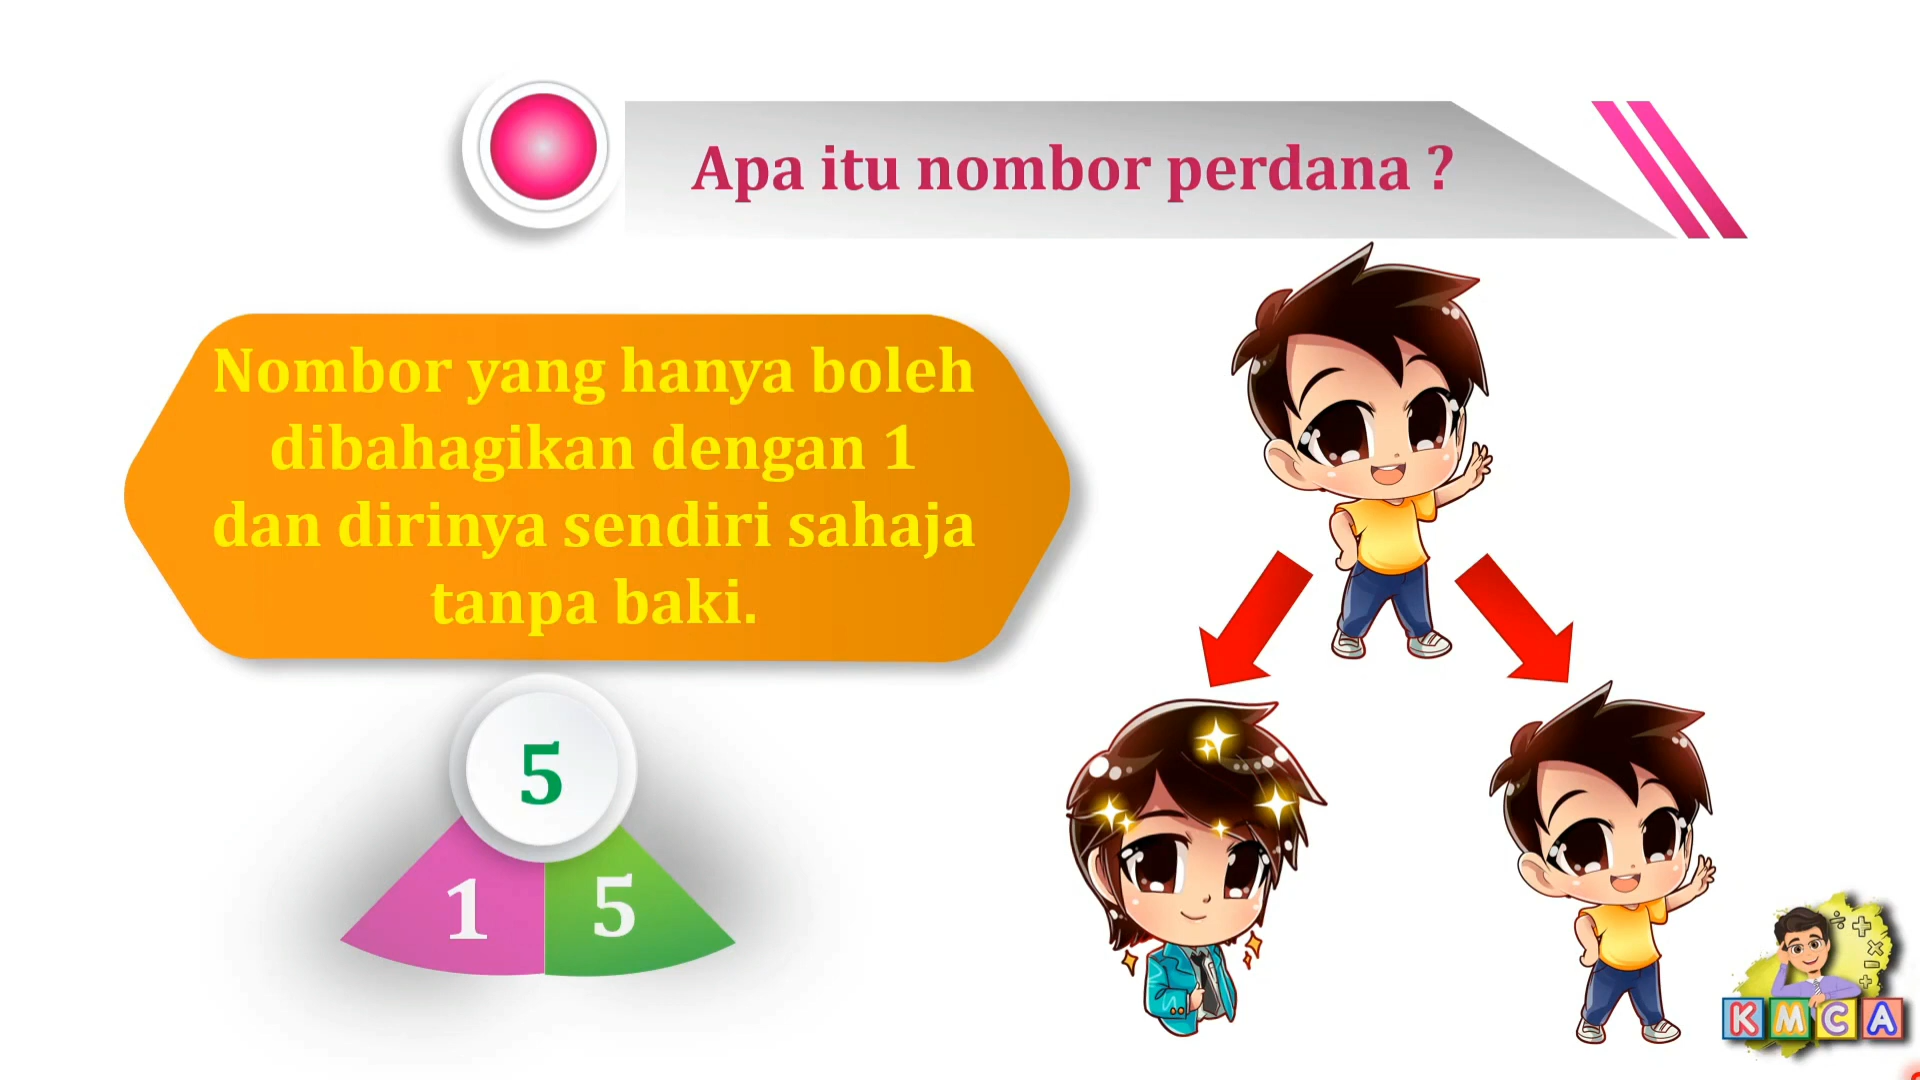 Apa itu nombor perdana ?
Nombor yang hanya boleh
dibahagikan dengan 1
dan dirinya sendiri sahaja
tanpa baki.
5
1 5
KMCA